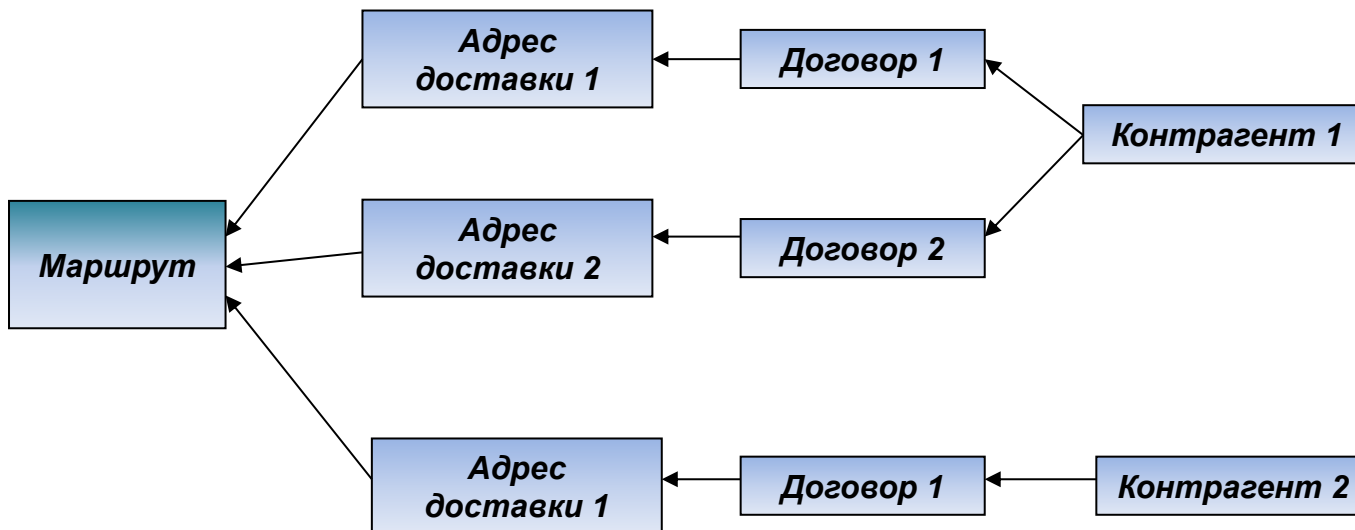 Адрес
доставки 1
Договор 1
Контрагент 1
Адрес
доставки 2
Договор 2
Маршрут
Адрес
доставки 1
Договор 1
Контрагент 2